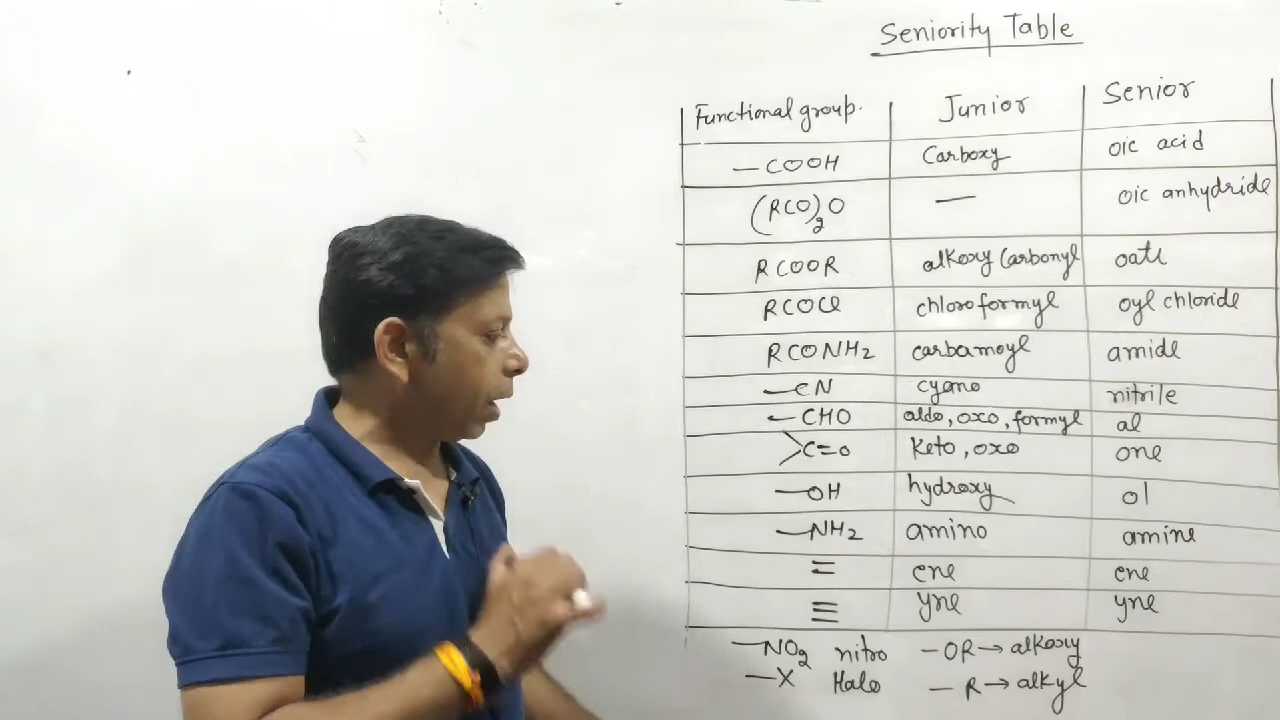 Seniority Table
Functional group. Junior Senior
—COOH Carboxy oic acid
(RCO)₂O — oic anhydride
RCOOR alkoxy Carbonyl oate
RCOCl chloroformyl oyl chloride
RCONH₂ carbamoyl amide
—CN cyano nitrile
—CHO aldo, oxo, formyl al
>C=O Keto, oxo one
—OH hydroxy ol
—NH₂ amino amine
= ene ene
≡ yne yne
—NO₂ nitro —OR→alkoxy
—X Halo —R→alkyl